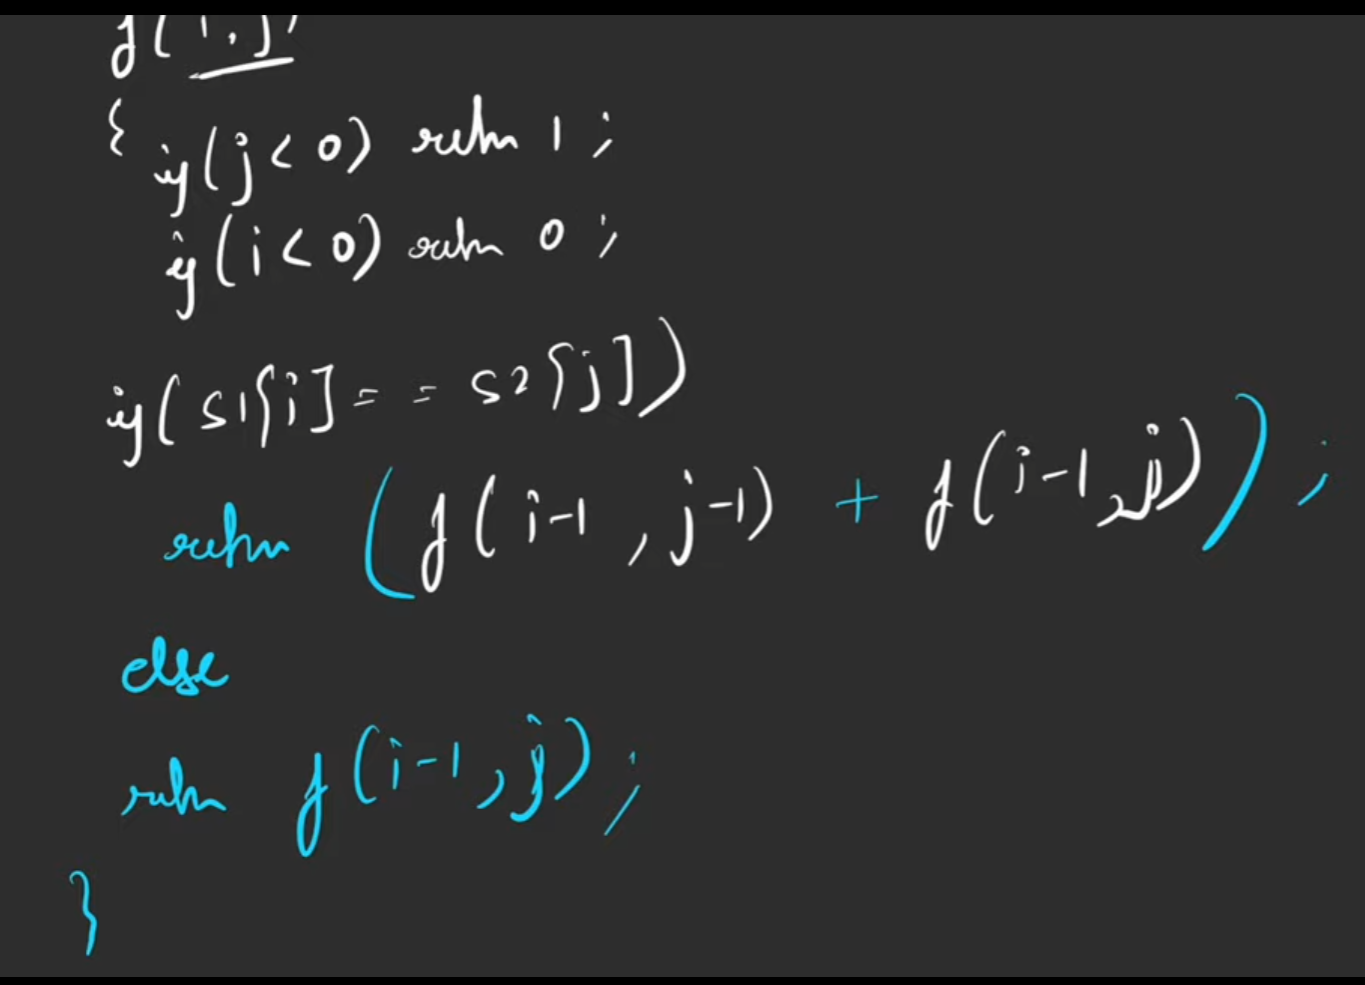 f(i,j)
{ if(j<0) return 1;
if(i<0) return 0;
if(s1[i]==s2[j])
return (f(i-1,j-1) + f(i-1,j));
else
return f(i-1,j);
}